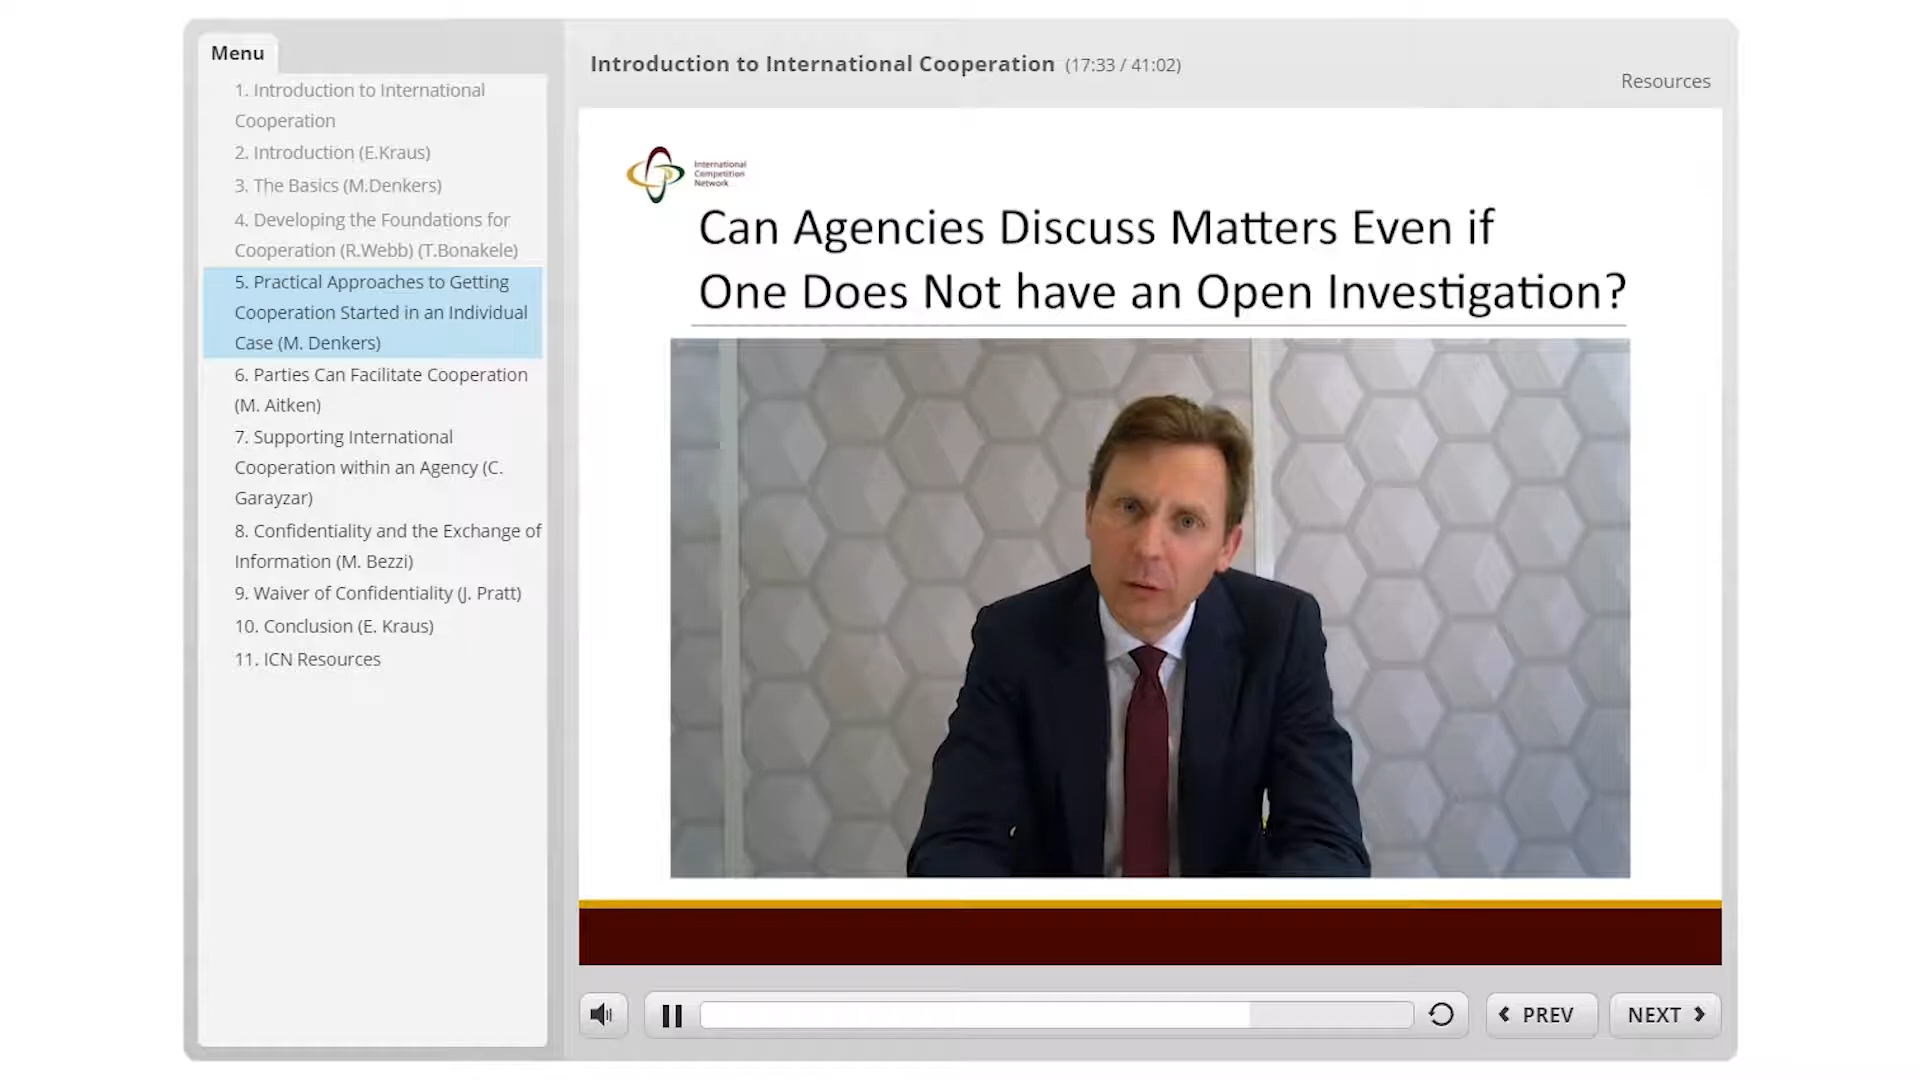 Menu
1. Introduction to International
Cooperation
2. Introduction (E.Kraus)
3. The Basics (M.Denkers)
4. Developing the Foundations for
Cooperation (R.Webb) (T.Bonakele)
5. Practical Approaches to Getting
Cooperation Started in an Individual
Case (M. Denkers)
6. Parties Can Facilitate Cooperation
(M. Aitken)
7. Supporting International
Cooperation within an Agency (C.
Garayzar)
8. Confidentiality and the Exchange of
Information (M. Bezzi)
9. Waiver of Confidentiality (J. Pratt)
10. Conclusion (E. Kraus)
11. ICN Resources
Introduction to International Cooperation (17:33 / 41:02)
Resources
International
Competition
Network
Can Agencies Discuss Matters Even if
One Does Not have an Open Investigation?
PREV
NEXT